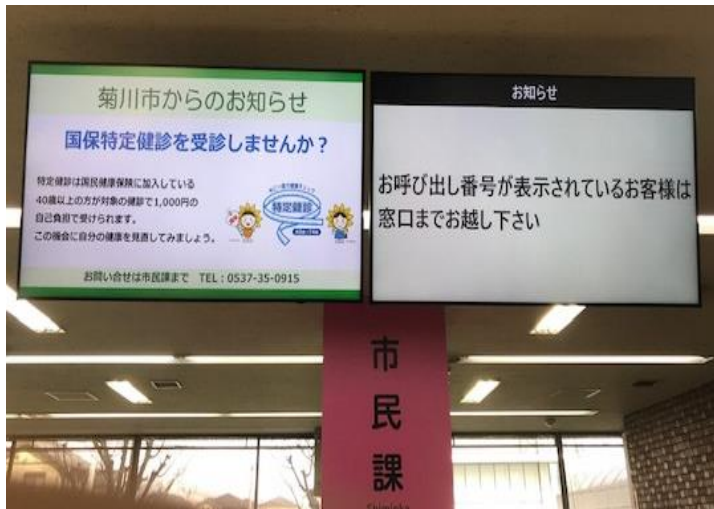 菊川市からのお知らせ
国保特定健診を受診しませんか？
特定健診は国民健康保険に加入している
40歳以上の方が対象の健診で1,000円の
自己負担で受けられます。
この機会に自分の健康を見直してみましょう。
特定健診
お問い合せは市民課まで TEL：0537-35-0915
お知らせ
お呼び出し番号が表示されているお客様は
窓口までお越し下さい
市民課
Shiminka